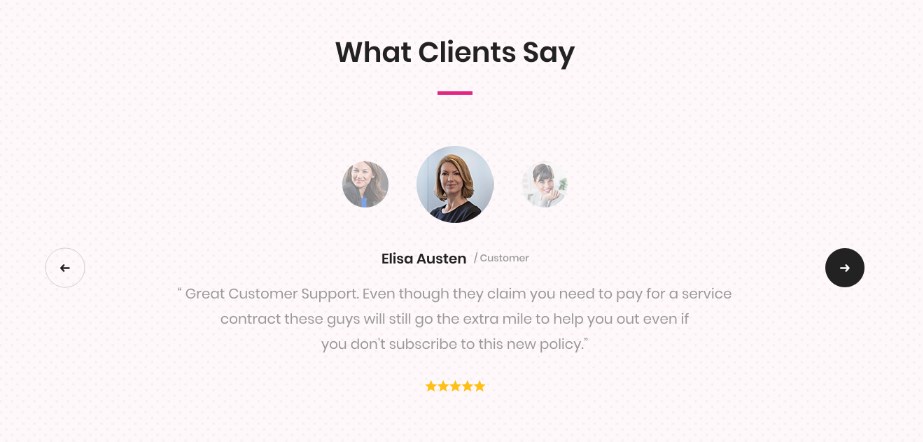 What Clients Say
Elisa Austen / Customer
“ Great Customer Support. Even though they claim you need to pay for a service
contract these guys will still go the extra mile to help you out even if
you don't subscribe to this new policy.”